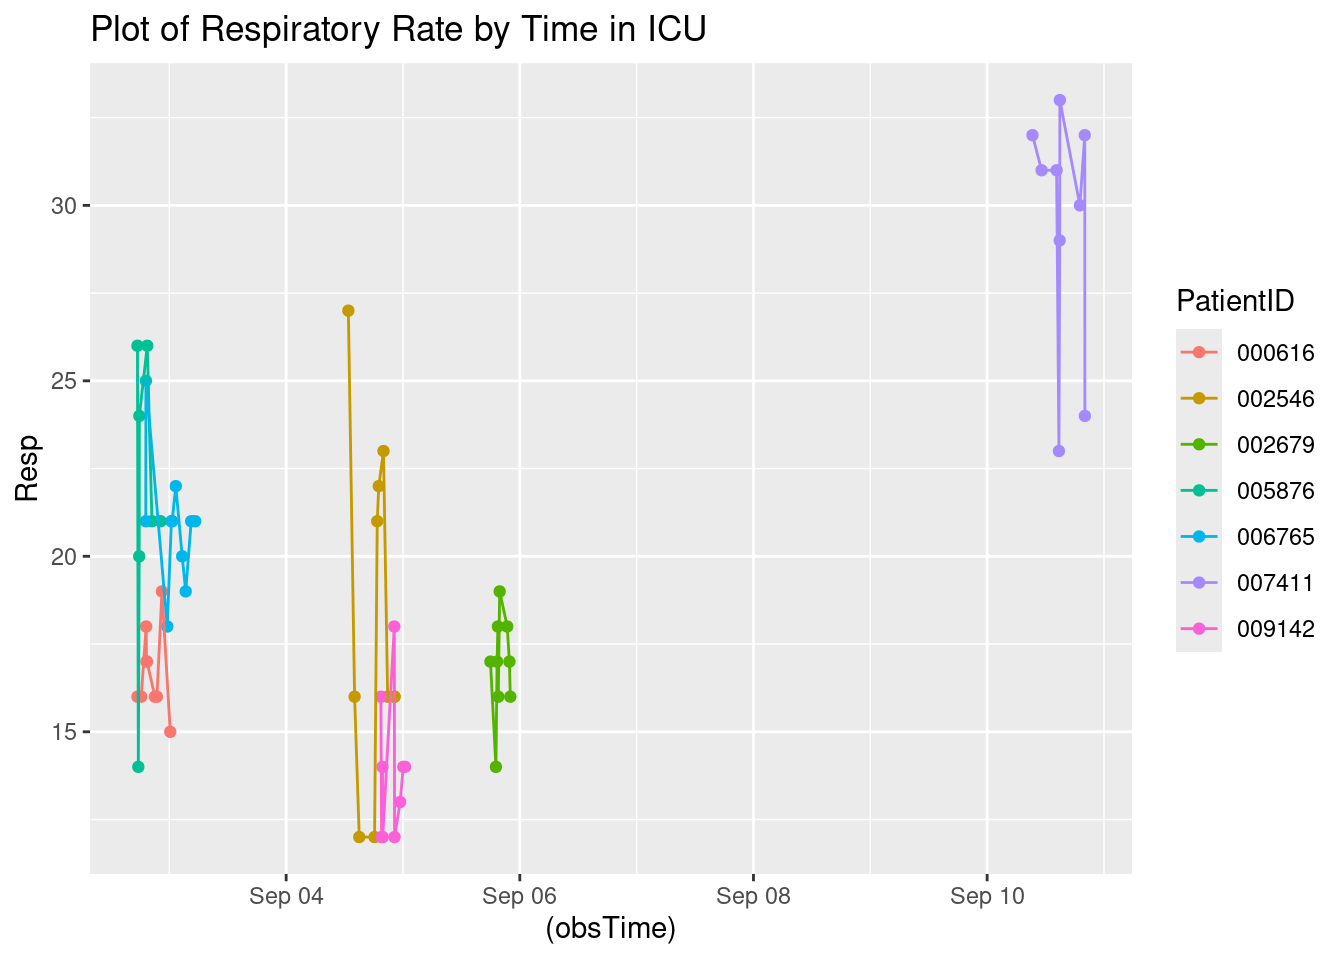 Plot of Respiratory Rate by Time in ICU
30
25
20
15
Resp
Sep 04
Sep 06
Sep 08
Sep 10
(obsTime)
PatientID
000616
002546
002679
005876
006765
007411
009142